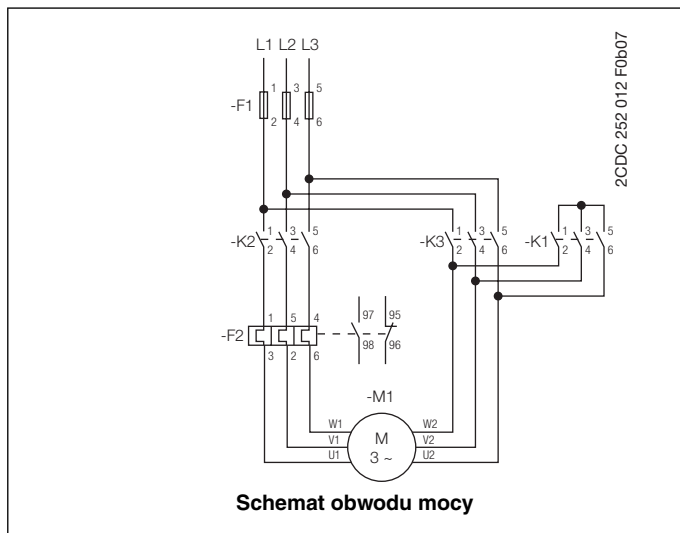 L1 L2 L3
2CDC 252 012 F0b07
-F1
1 3 5
2 4 6
-K2
1 3 5
2 4 6
-K3
1 3 5
2 4 6
-K1
1 3 5
2 4 6
-F2
1 5 4
3 2 6
97 95
98 96
-M1
W1 W2
V1 M V2
U1 3 ~ U2
Schemat obwodu mocy